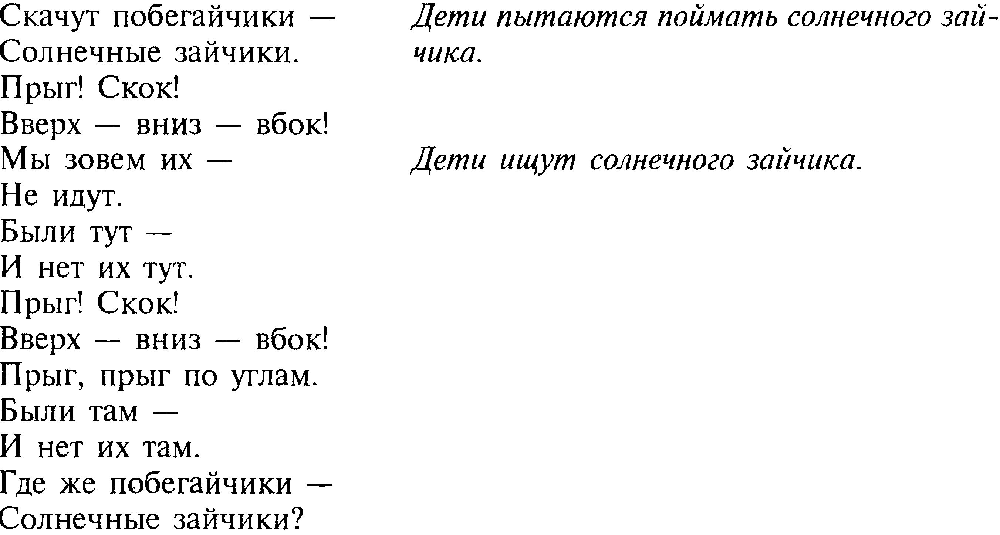 Скачут побегайчики —
Солнечные зайчики.
Прыг! Скок!
Вверх — вниз — вбок!
Мы зовем их —
Не идут.
Были тут —
И нет их тут.
Прыг! Скок!
Вверх — вниз — вбок!
Прыг, прыг по углам.
Были там —
И нет их там.
Где же побегайчики —
Солнечные зайчики?
Дети пытаются поймать солнечного зай-
чика.
Дети ищут солнечного зайчика.